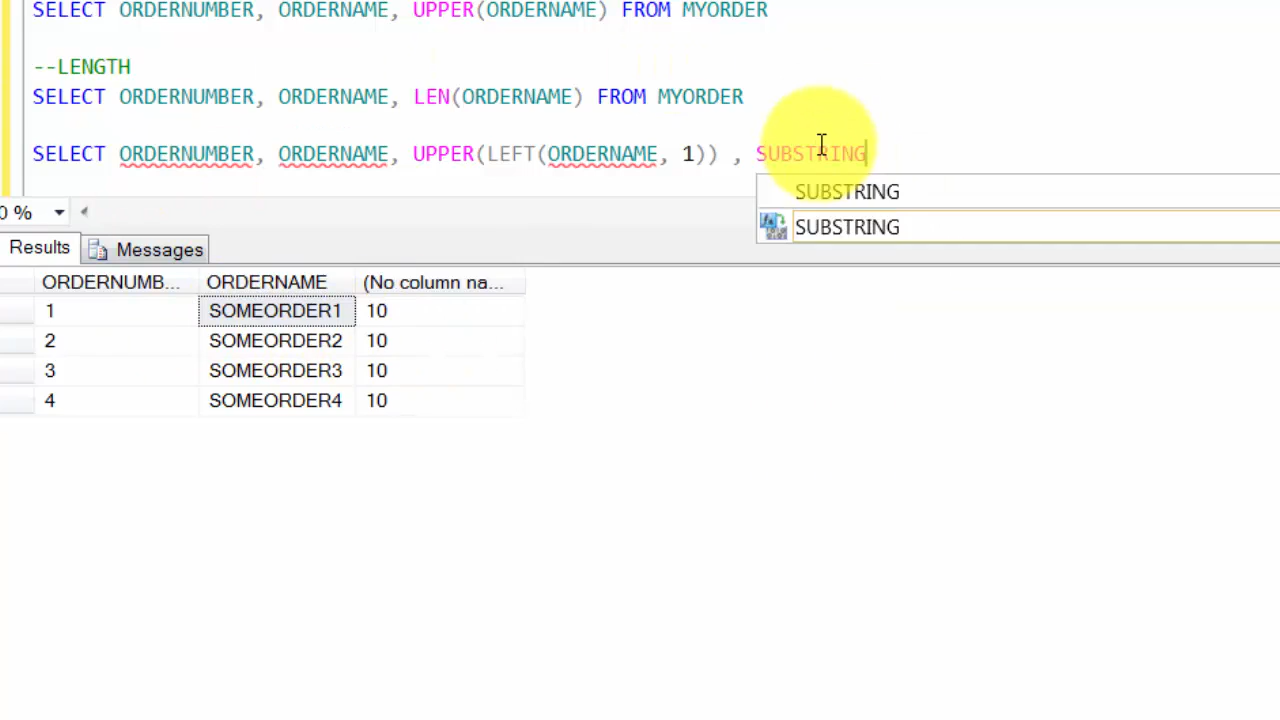 SELECT ORDERNUMBER, ORDERNAME, UPPER(ORDERNAME) FROM MYORDER
--LENGTH
SELECT ORDERNUMBER, ORDERNAME, LEN(ORDERNAME) FROM MYORDER
SELECT ORDERNUMBER, ORDERNAME, UPPER(LEFT(ORDERNAME, 1)) , SUBSTRING
SUBSTRING
SUBSTRING
0 %
Results Messages
ORDERNUMB... ORDERNAME (No column na...
1 SOMEORDER1 10
2 SOMEORDER2 10
3 SOMEORDER3 10
4 SOMEORDER4 10